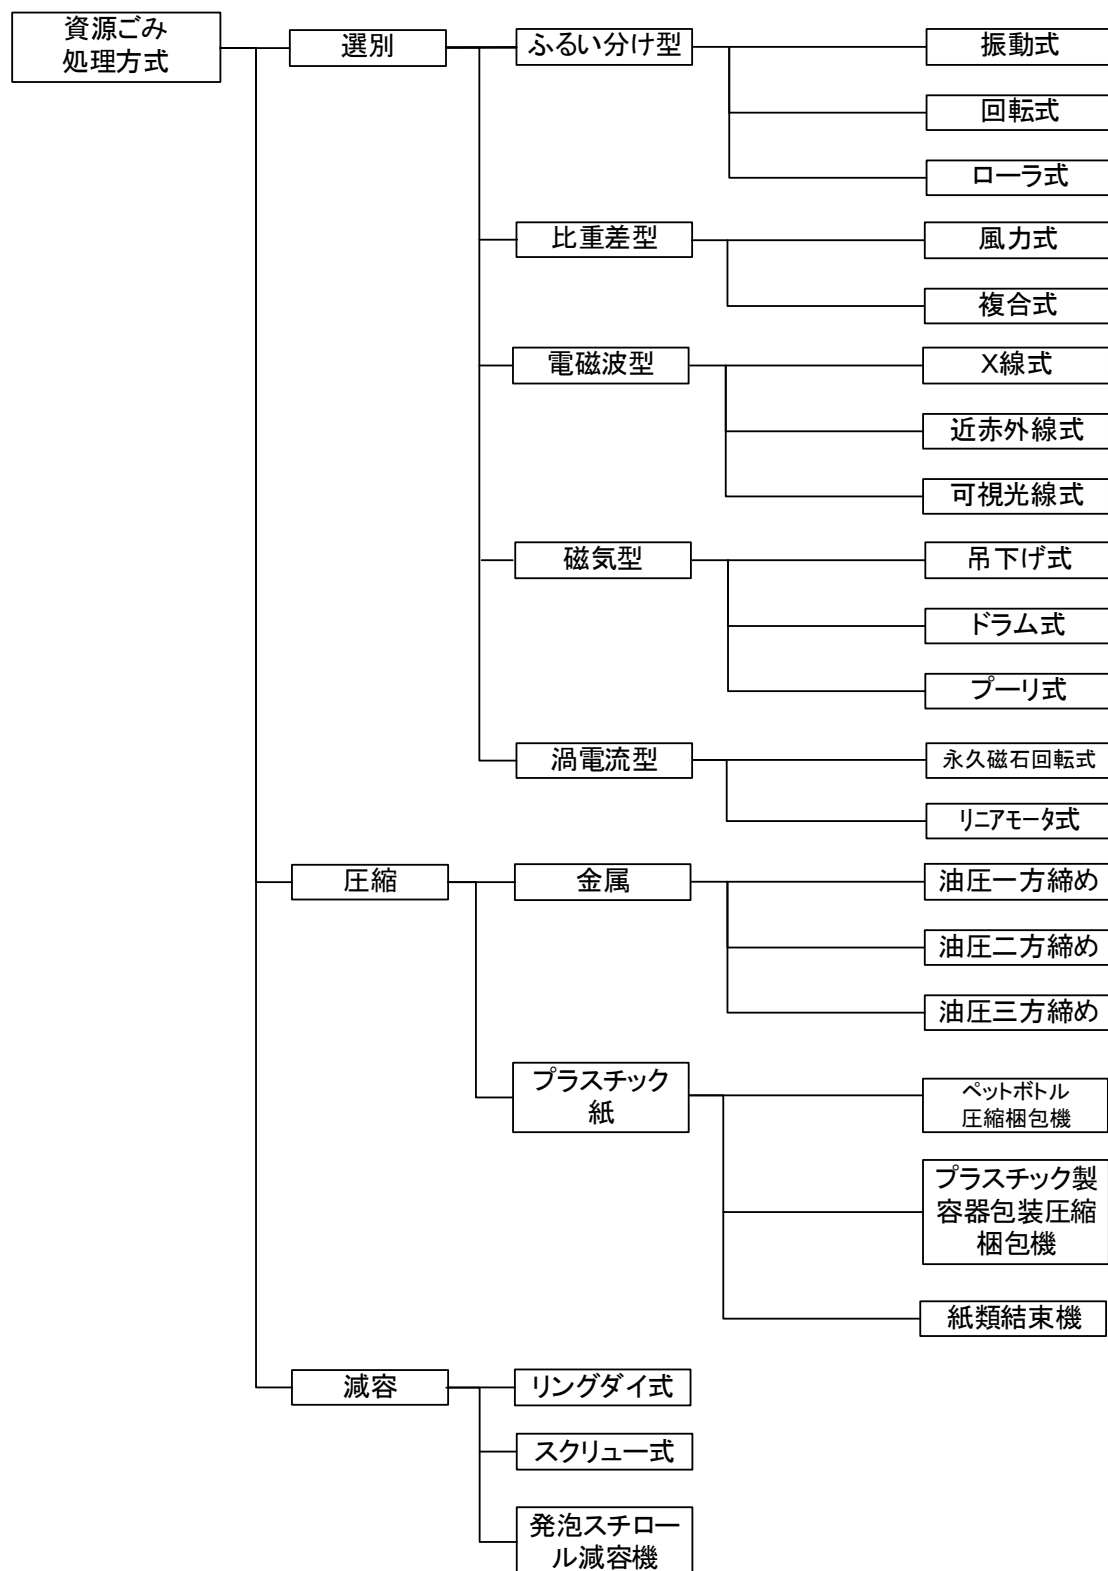 資源ごみ
処理方式
選別
ふるい分け型
振動式
回転式
ローラ式
比重差型
風力式
複合式
電磁波型
X線式
近赤外線式
可視光線式
磁気型
吊下げ式
ドラム式
プーリ式
渦電流型
永久磁石回転式
リニアモータ式
圧縮
金属
油圧一方締め
油圧二方締め
油圧三方締め
プラスチック
紙
ペットボトル
圧縮梱包機
プラスチック製
容器包装圧縮
梱包機
紙類結束機
減容
リングダイ式
スクリュー式
発泡スチロー
ル減容機